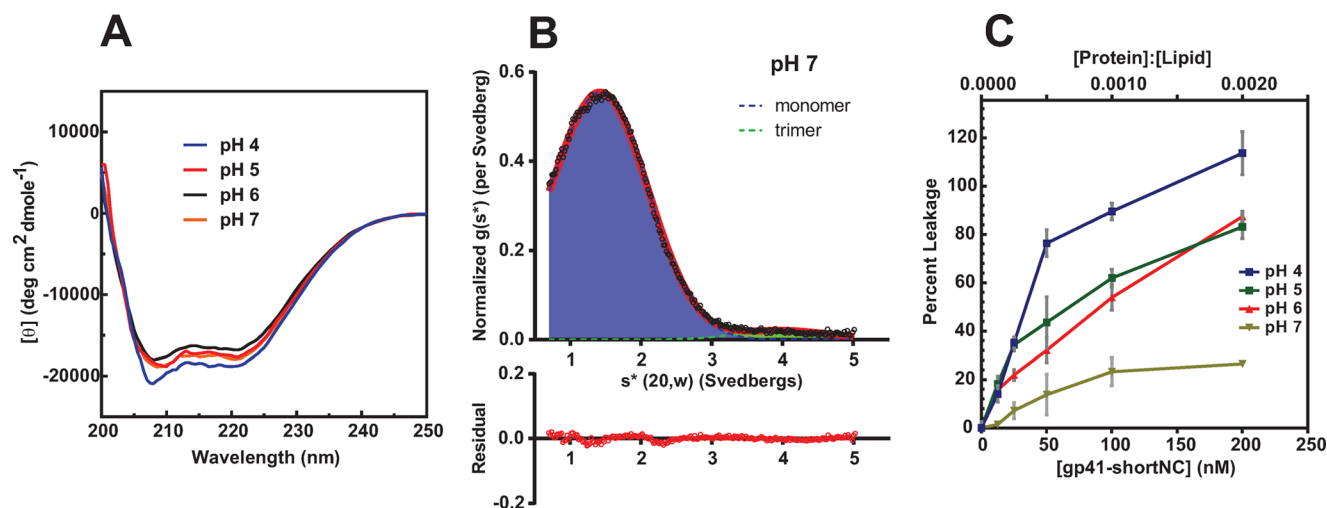 A
10000
0
-10000
-20000
[θ] (deg cm² dmole⁻¹)
pH 4
pH 5
pH 6
pH 7
200 210 220 230 240 250
Wavelength (nm)
B
pH 7
monomer
trimer
0.6
0.4
0.2
0.0
Normalized g(s*) (per Svedberg)
1 2 3 4 5
s* (20,w) (Svedbergs)
0.2
0.0
-0.2
Residual
1 2 3 4 5
C
[Protein]:[Lipid]
0.0000 0.0010 0.0020
120
100
80
60
40
20
0
Percent Leakage
pH 4
pH 5
pH 6
pH 7
0 50 100 150 200 250
[gp41-shortNC] (nM)